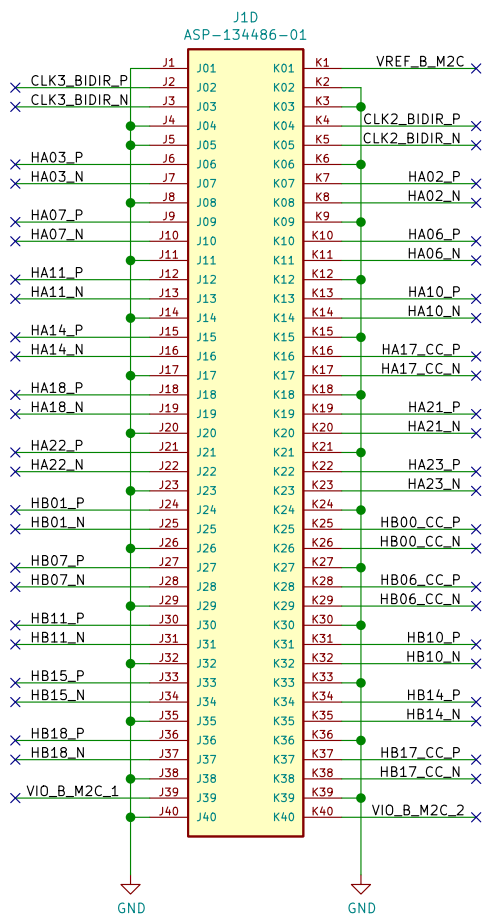 J1D
ASP-134486-01
J1 J01 K01 K1 VREF_B_M2C
CLK3_BIDIR_P J2 J02 K02 K2
CLK3_BIDIR_N J3 J03 K03 K3
J4 J04 K04 K4 CLK2_BIDIR_P
J5 J05 K05 K5 CLK2_BIDIR_N
HA03_P J6 J06 K06 K6
HA03_N J7 J07 K07 K7 HA02_P
J8 J08 K08 K8 HA02_N
HA07_P J9 J09 K09 K9
HA07_N J10 J10 K10 K10 HA06_P
J11 J11 K11 K11 HA06_N
HA11_P J12 J12 K12 K12
HA11_N J13 J13 K13 K13 HA10_P
J14 J14 K14 K14 HA10_N
HA14_P J15 J15 K15 K15
HA14_N J16 J16 K16 K16 HA17_CC_P
J17 J17 K17 K17 HA17_CC_N
HA18_P J18 J18 K18 K18
HA18_N J19 J19 K19 K19 HA21_P
J20 J20 K20 K20 HA21_N
HA22_P J21 J21 K21 K21
HA22_N J22 J22 K22 K22 HA23_P
J23 J23 K23 K23 HA23_N
HB01_P J24 J24 K24 K24
HB01_N J25 J25 K25 K25 HB00_CC_P
J26 J26 K26 K26 HB00_CC_N
HB07_P J27 J27 K27 K27
HB07_N J28 J28 K28 K28 HB06_CC_P
J29 J29 K29 K29 HB06_CC_N
HB11_P J30 J30 K30 K30
HB11_N J31 J31 K31 K31 HB10_P
J32 J32 K32 K32 HB10_N
HB15_P J33 J33 K33 K33
HB15_N J34 J34 K34 K34 HB14_P
J35 J35 K35 K35 HB14_N
HB18_P J36 J36 K36 K36
HB18_N J37 J37 K37 K37 HB17_CC_P
J38 J38 K38 K38 HB17_CC_N
VIO_B_M2C_1 J39 J39 K39 K39
J40 J40 K40 K40 VIO_B_M2C_2
GND GND